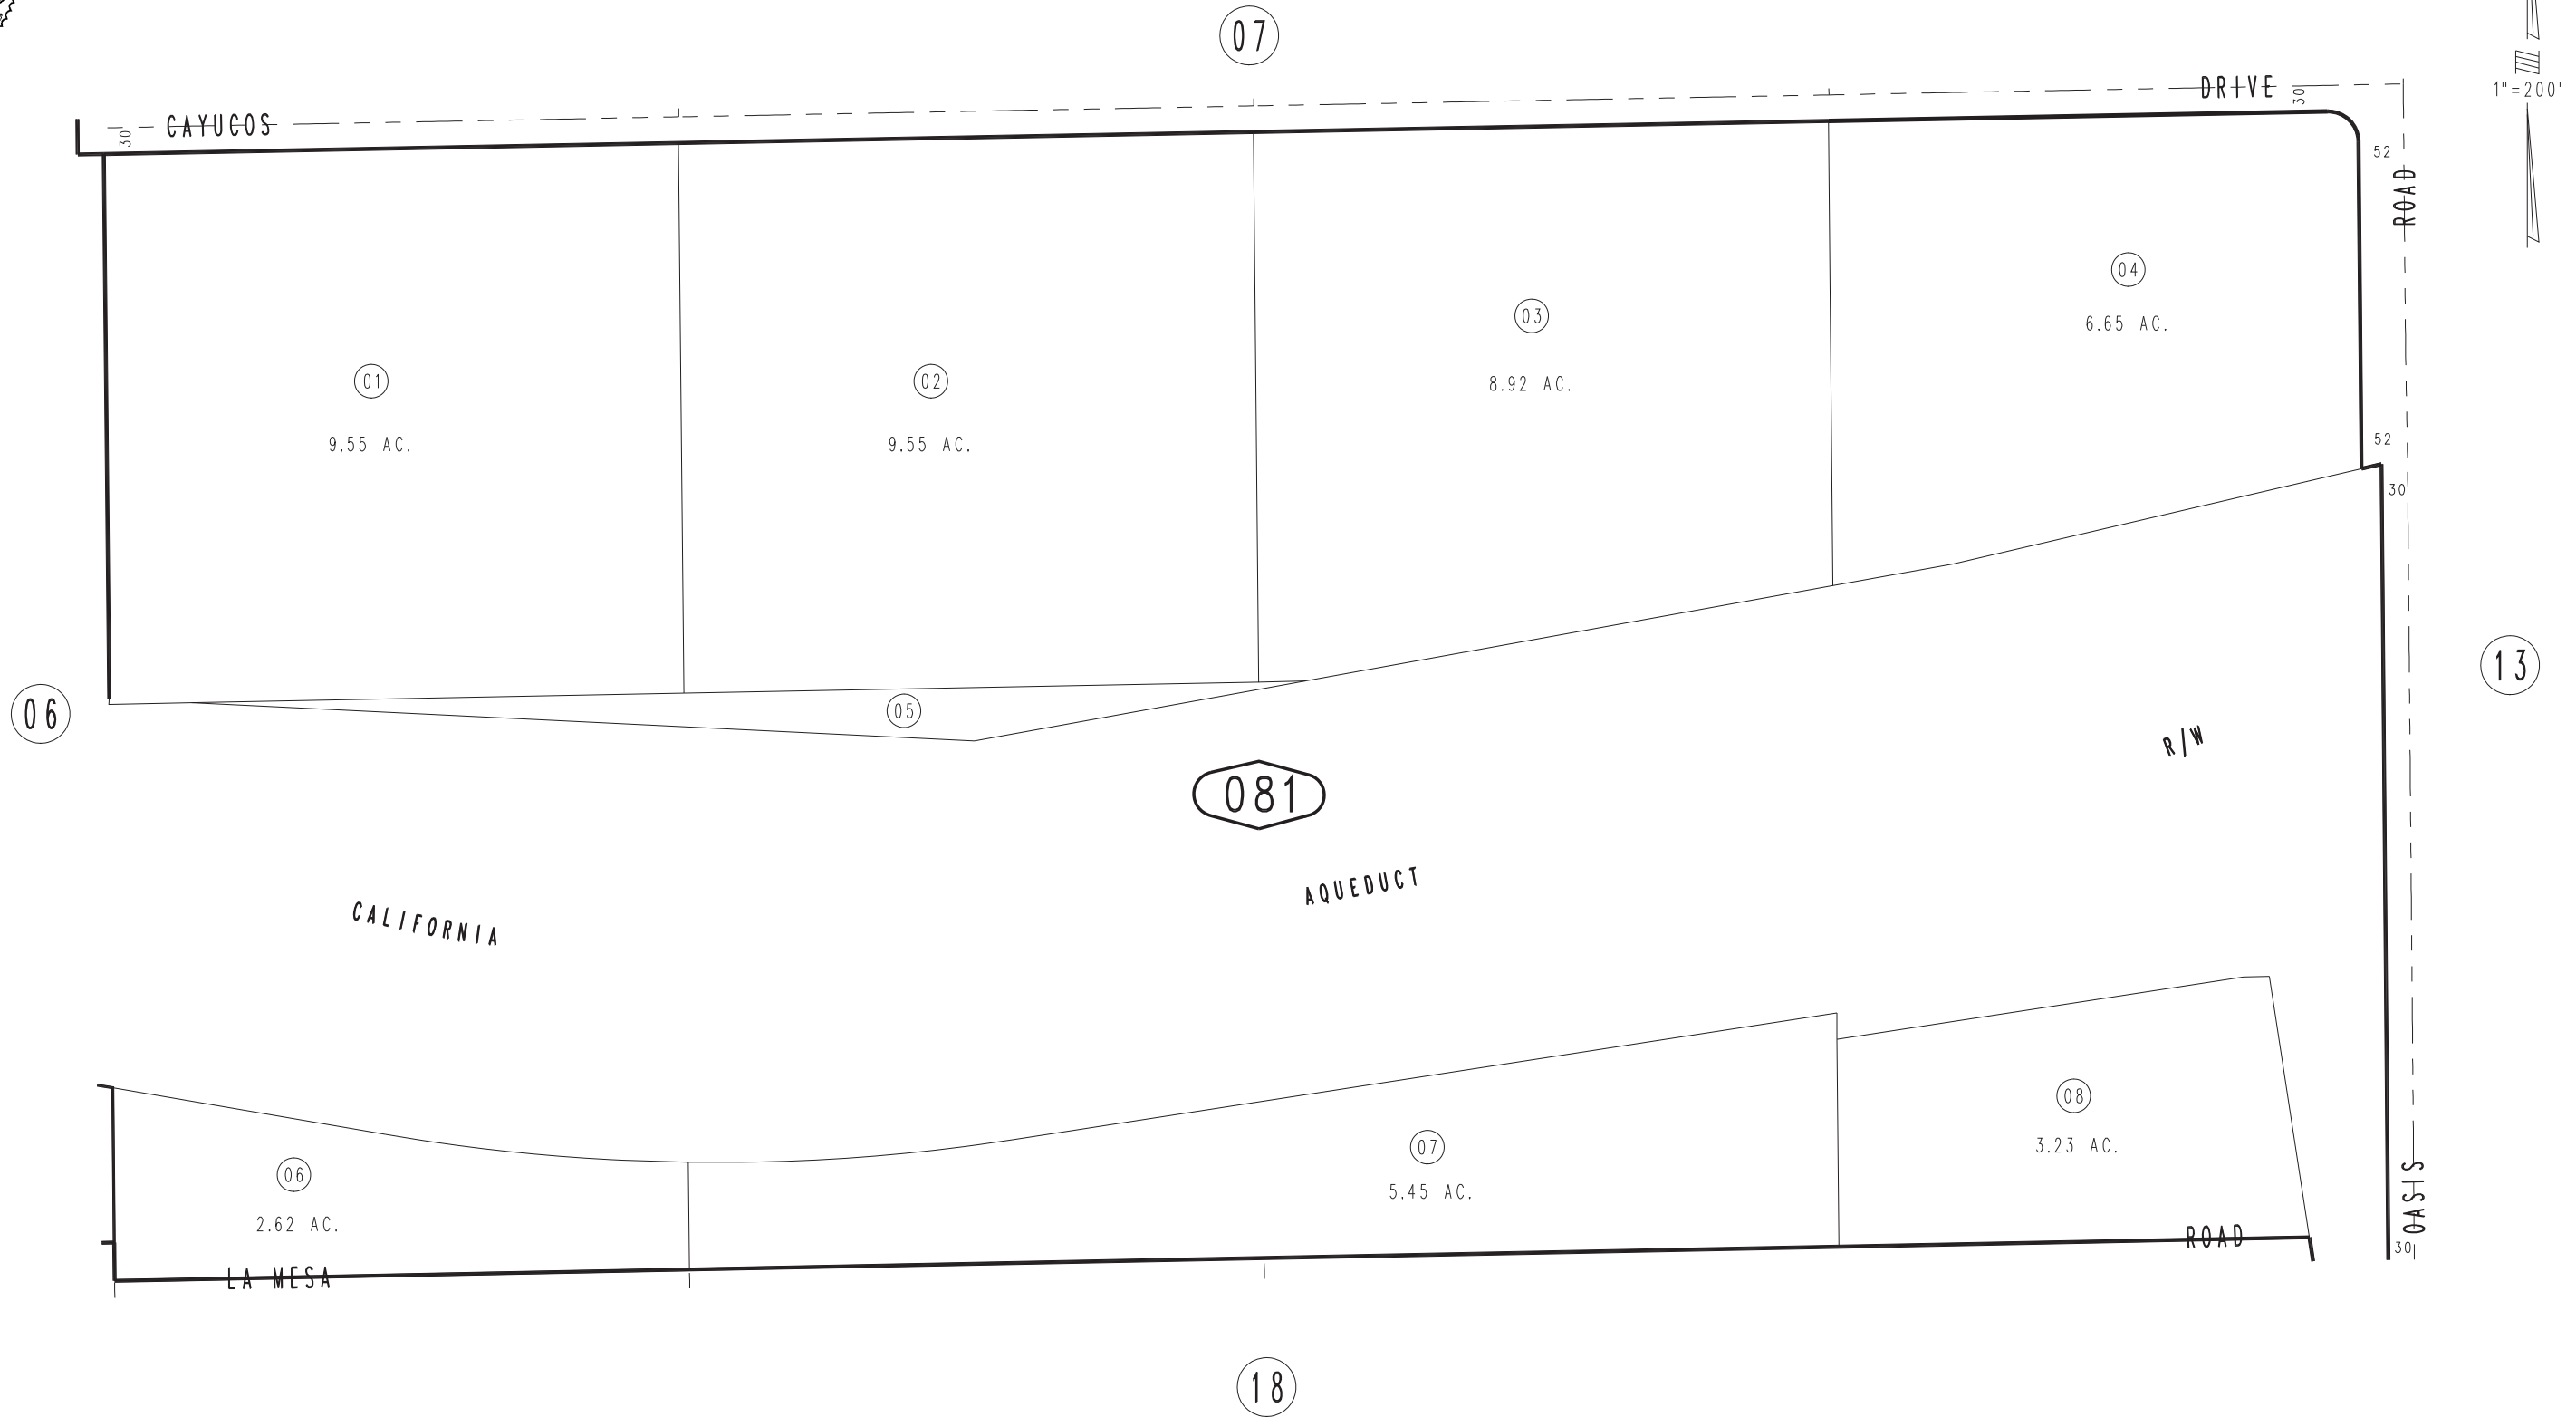 07
1"=200'
CAYUCOS DRIVE
30
30
52
ROAD
04
6.65 AC.
03
8.92 AC.
01
9.55 AC.
02
9.55 AC.
52
30
13
06
05
R/W
081
AQUEDUCT
CALIFORNIA
08
3.23 AC.
07
5.45 AC.
06
2.62 AC.
OASIS
ROAD
30
LA MESA
18